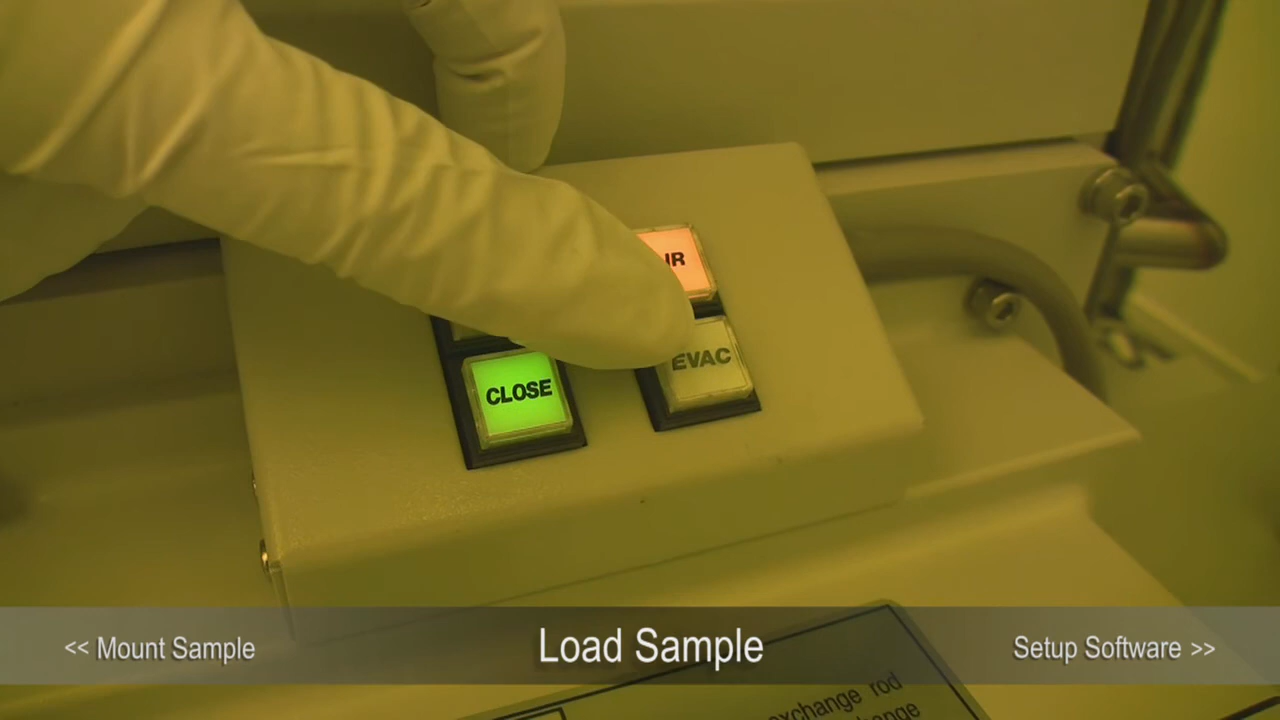 IR
CLOSE
EVAC
<< Mount Sample
Load Sample
Setup Software >>
exchange rod